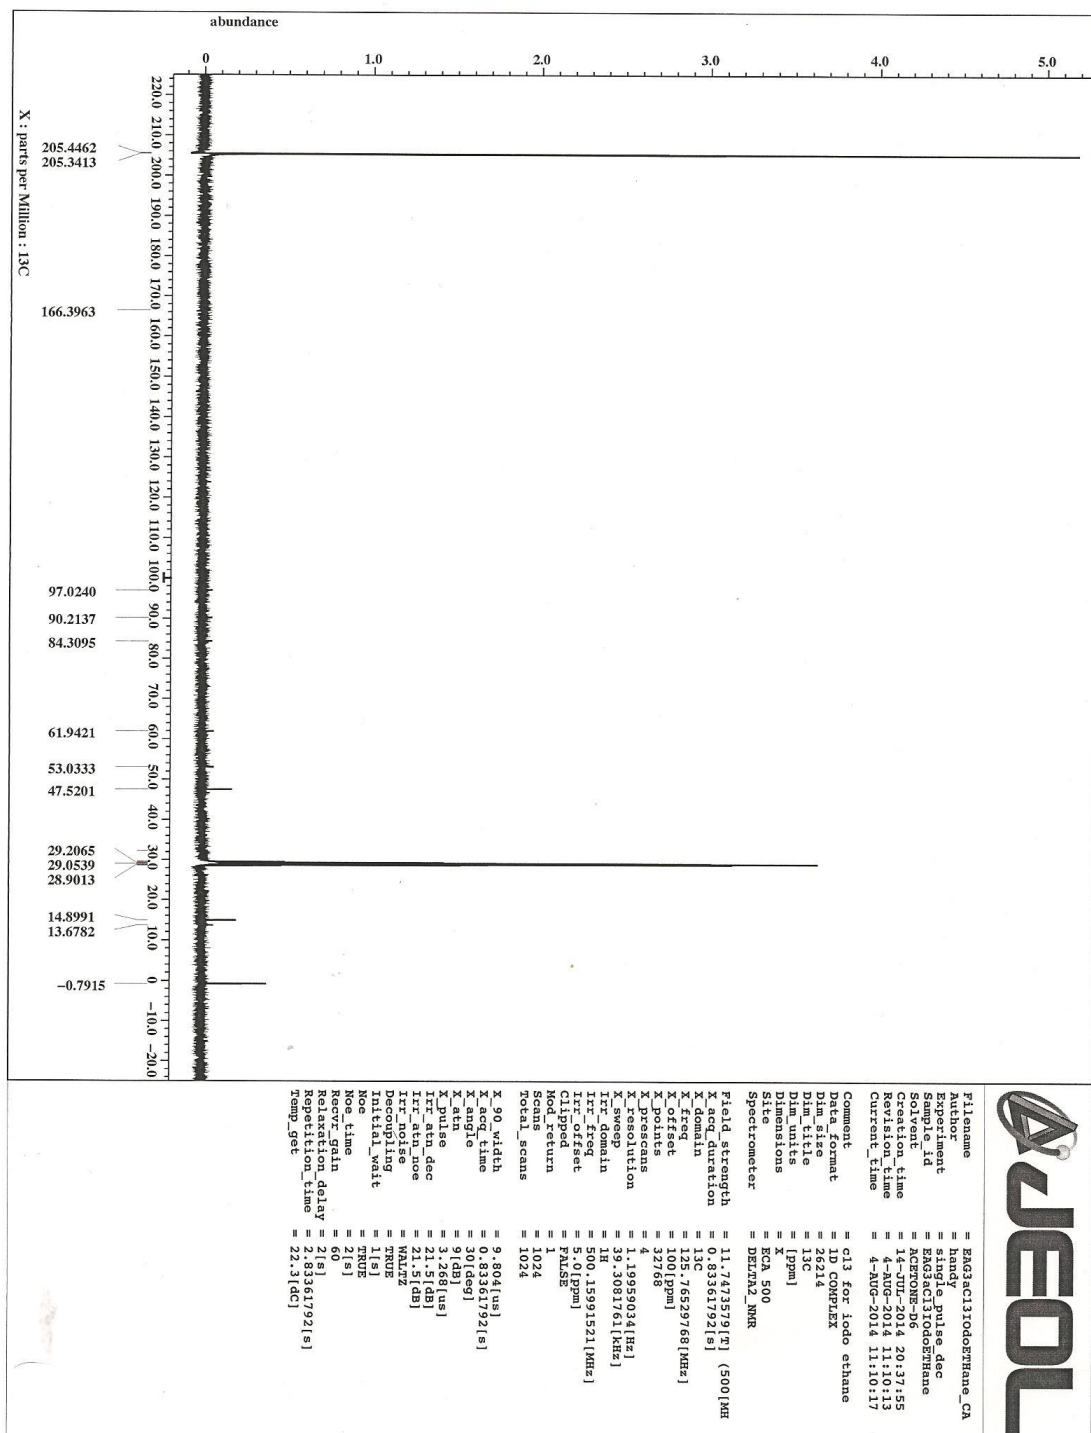 abundance
0 1.0 2.0 3.0 4.0 5.0
220.0 210.0 200.0 190.0 180.0 170.0 160.0 150.0 140.0 130.0 120.0 110.0 100.0 90.0 80.0 70.0 60.0 50.0 40.0 30.0 20.0 10.0 0 −10.0 −20.0
205.4462
205.3413
166.3963
97.0240
90.2137
84.3095
61.9421
53.0333
47.5201
29.2065
29.0539
28.9013
14.8991
13.6782
−0.7915
X : parts per Million : 13C
JEOL
Filename = EAG3aC13IodoETHane_CA
Author = handy
Experiment = single_pulse_dec
Sample_id = EAG3aC13IodoETHane
Solvent = ACETONE-D6
Creation_time = 14-JUL-2014 20:37:55
Revision_time = 4-AUG-2014 11:10:13
Current_time = 4-AUG-2014 11:10:17
Comment = c13 for iodo ethane
Data_format = 1D COMPLEX
Dim_size = 26214
Dim_title = 13C
Dim_units = [ppm]
Dimensions = X
Site = ECA 500
Spectrometer = DELTA2_NMR
Field_strength = 11.7473579[T] (500[MH
X_acq_duration = 0.83361792[s]
X_domain = 13C
X_freq = 125.76529768[MHz]
X_offset = 100[ppm]
X_points = 32768
X_prescans = 4
X_resolution = 1.19959034[Hz]
X_sweep = 39.3081761[kHz]
Irr_domain = 1H
Irr_freq = 500.15991521[MHz]
Irr_offset = 5.0[ppm]
Clipped = FALSE
Mod_return = 1
Scans = 1024
Total_scans = 1024
X_90_width = 9.804[us]
X_acq_time = 0.83361792[s]
X_angle = 30[deg]
X_atn = 9[dB]
X_pulse = 3.268[us]
Irr_atn_dec = 21.5[dB]
Irr_atn_noe = 21.5[dB]
Irr_noise = WALTZ
Decoupling = TRUE
Initial_wait = 1[s]
Noe = TRUE
Noe_time = 2[s]
Recvr_gain = 60
Relaxation_delay = 2[s]
Repetition_time = 2.83361792[s]
Temp_get = 22.3[dC]